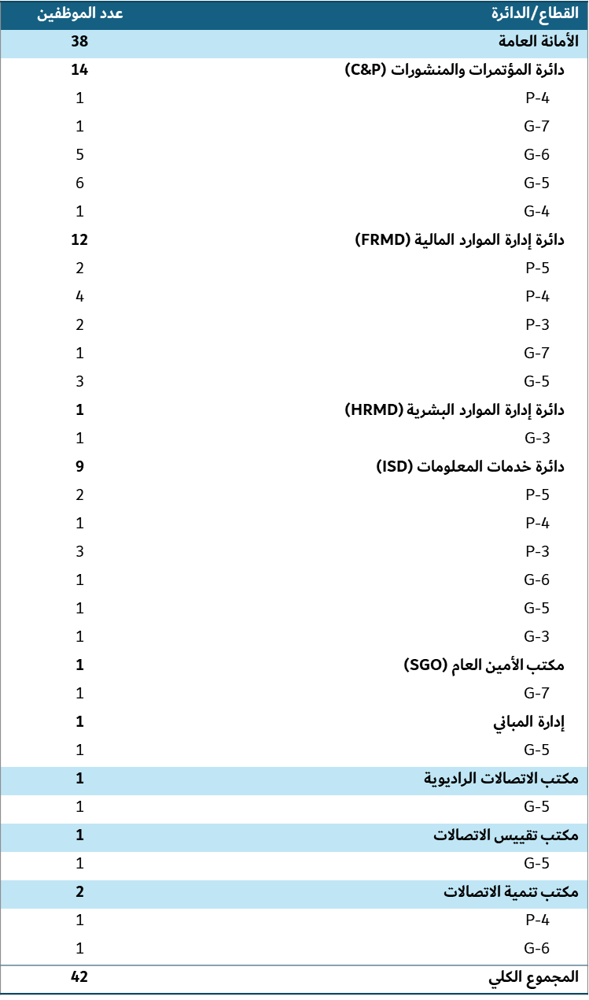 القطاع/الدائرة عدد الموظفين
الأمانة العامة 38
دائرة المؤتمرات والمنشورات (C&P) 14
P-4 1
G-7 1
G-6 5
G-5 6
G-4 1
دائرة إدارة الموارد المالية (FRMD) 12
P-5 2
P-4 4
P-3 2
G-7 1
G-5 3
دائرة إدارة الموارد البشرية (HRMD) 1
G-3 1
دائرة خدمات المعلومات (ISD) 9
P-5 2
P-4 1
P-3 3
G-6 1
G-5 1
G-3 1
مكتب الأمين العام (SGO) 1
G-7 1
إدارة المباني 1
G-5 1
مكتب الاتصالات الراديوية 1
G-5 1
مكتب تقييس الاتصالات 1
G-5 1
مكتب تنمية الاتصالات 2
P-4 1
G-6 1
المجموع الكلي 42